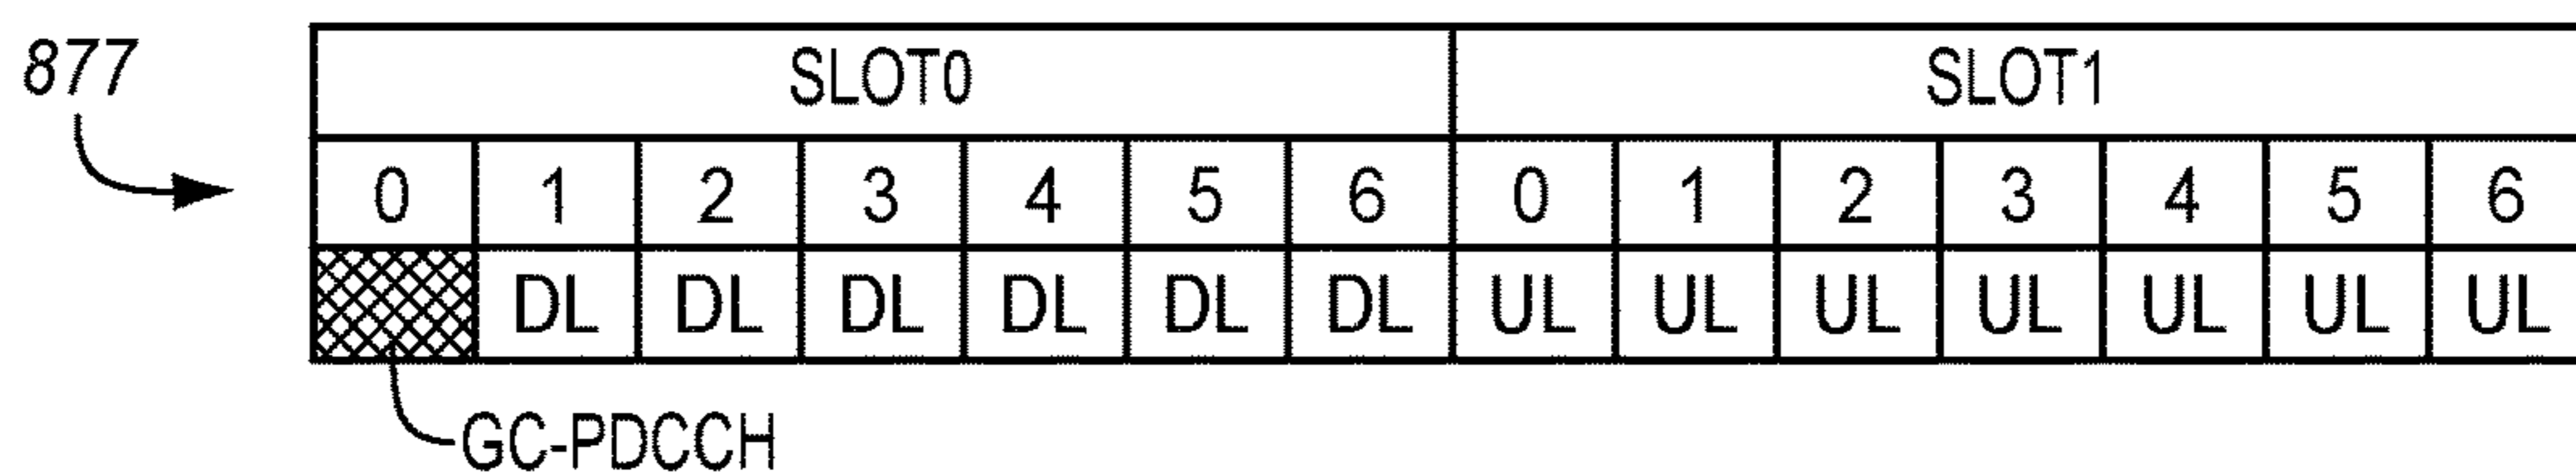 877
SLOT0 SLOT1
0 1 2 3 4 5 6 0 1 2 3 4 5 6
DL DL DL DL DL DL UL UL UL UL UL UL UL
GC-PDCCH